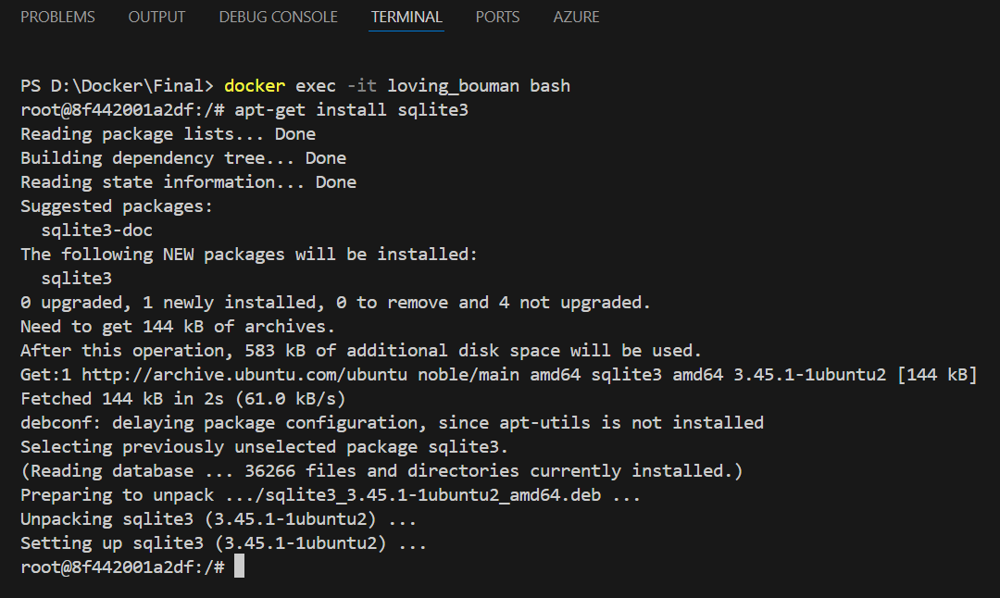 PROBLEMS OUTPUT DEBUG CONSOLE TERMINAL PORTS AZURE
PS D:\Docker\Final> docker exec -it loving_bouman bash
root@8f442001a2df:/# apt-get install sqlite3
Reading package lists... Done
Building dependency tree... Done
Reading state information... Done
Suggested packages:
  sqlite3-doc
The following NEW packages will be installed:
  sqlite3
0 upgraded, 1 newly installed, 0 to remove and 4 not upgraded.
Need to get 144 kB of archives.
After this operation, 583 kB of additional disk space will be used.
Get:1 http://archive.ubuntu.com/ubuntu noble/main amd64 sqlite3 amd64 3.45.1-1ubuntu2 [144 kB]
Fetched 144 kB in 2s (61.0 kB/s)
debconf: delaying package configuration, since apt-utils is not installed
Selecting previously unselected package sqlite3.
(Reading database ... 36266 files and directories currently installed.)
Preparing to unpack .../sqlite3_3.45.1-1ubuntu2_amd64.deb ...
Unpacking sqlite3 (3.45.1-1ubuntu2) ...
Setting up sqlite3 (3.45.1-1ubuntu2) ...
root@8f442001a2df:/#